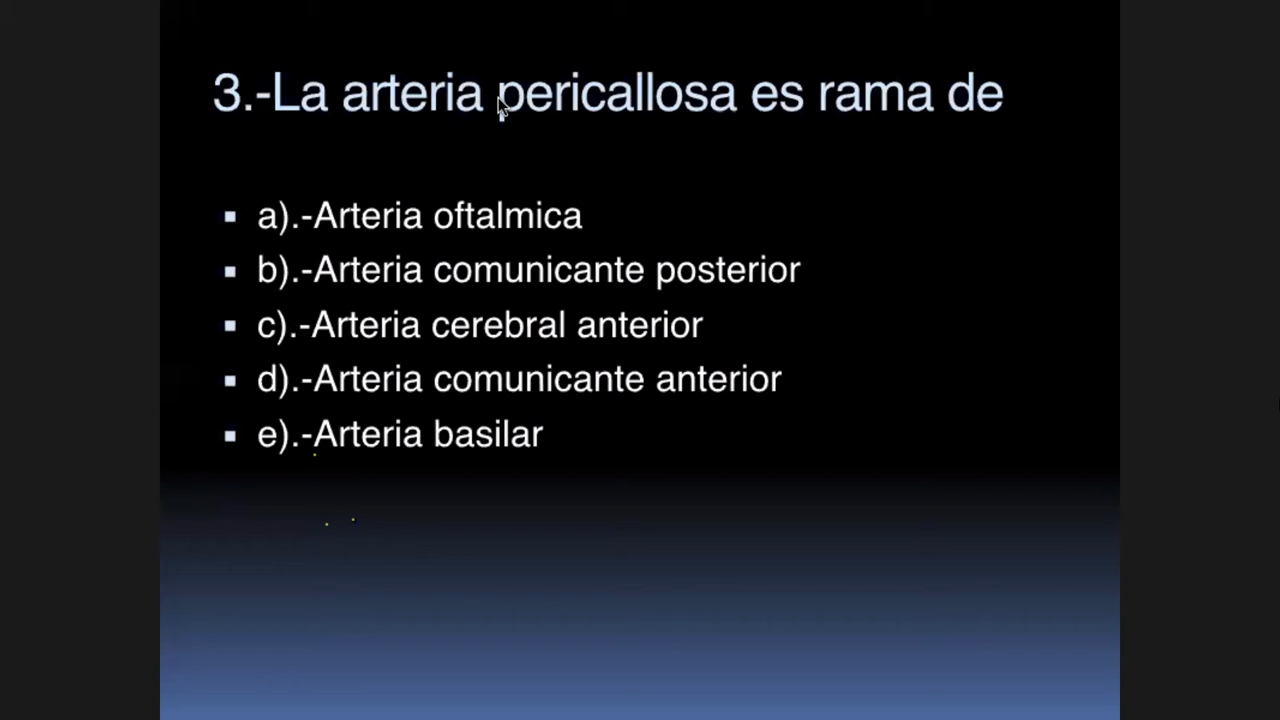 3.-La arteria pericallosa es rama de
a).-Arteria oftalmica
b).-Arteria comunicante posterior
c).-Arteria cerebral anterior
d).-Arteria comunicante anterior
e).-Arteria basilar